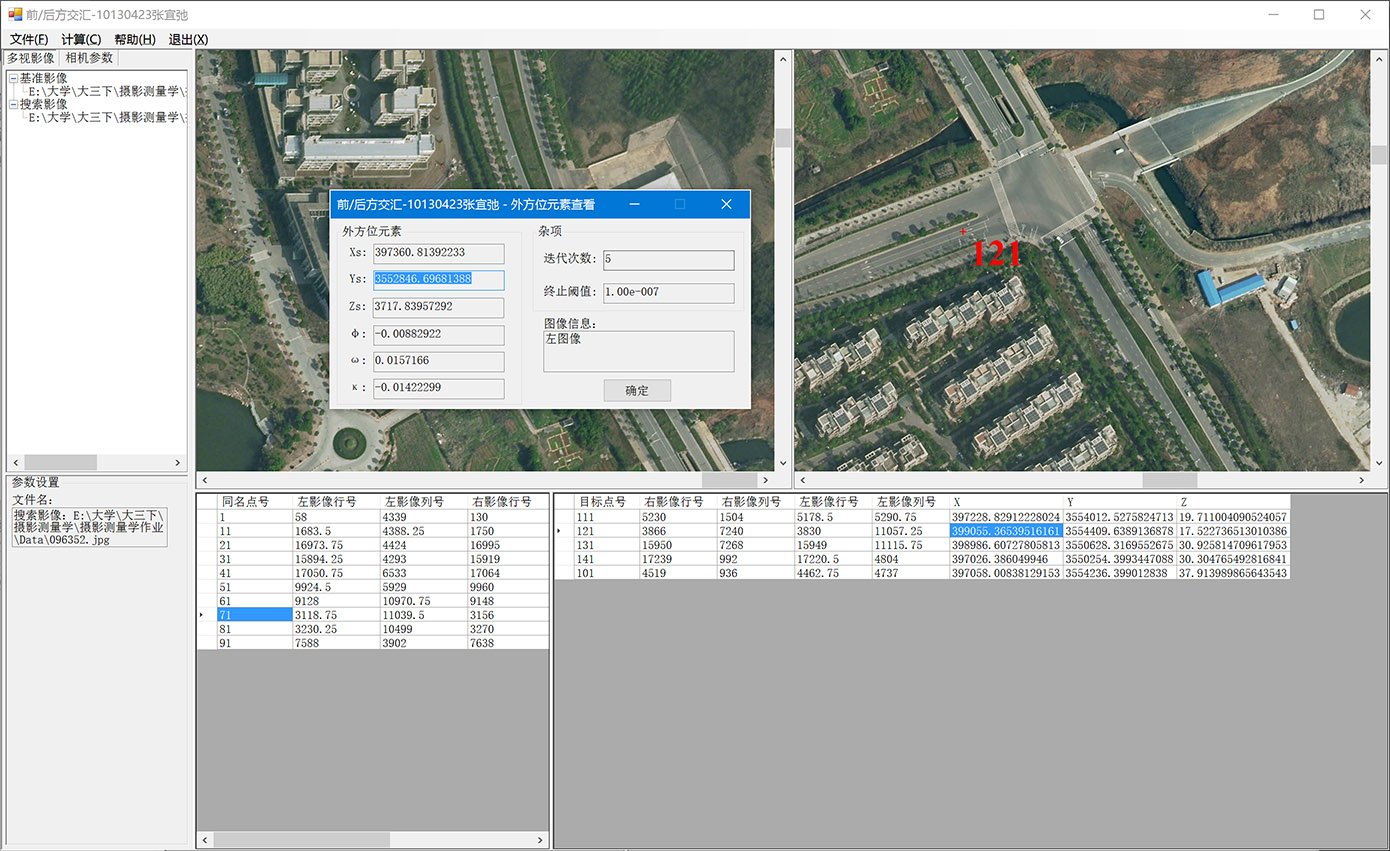 前/后方交汇-10130423张宜弛
文件(F) 计算(C) 帮助(H) 退出(X)
多视影像 相机参数
基准影像
E:\大学\大三下\摄影测量学\
搜索影像
E:\大学\大三下\摄影测量学\
参数设置
文件名:
搜索影像: E:\大学\大三下\
摄影测量学\摄影测量学作业
\Data\096352.jpg
前/后方交汇-10130423张宜弛 - 外方位元素查看
外方位元素
Xs: 397360.81392233
Ys: 3552846.69681388
Zs: 3717.83957292
Φ: -0.00882922
ω: 0.0157166
κ: -0.01422299
杂项
迭代次数: 5
终止阈值: 1.00e-007
图像信息:
左图像
确定
121
同名点号 左影像行号 左影像列号 右影像行号
1 58 4339 130
11 1683.5 4388.25 1750
21 16973.75 4424 16995
31 15894.25 4293 15919
41 17050.75 6533 17064
51 9924.5 5929 9960
61 9128 10970.75 9148
71 3118.75 11039.5 3156
81 3230.25 10499 3270
91 7588 3902 7638
目标点号 右影像行号 右影像列号 左影像行号 左影像列号 X Y Z
111 5230 1504 5178.5 5290.75 397228.82912228024 3554012.5275824713 19.711004090524057
121 3866 7240 3830 11057.25 399055.36539516161 3554409.6389136878 17.522736513010386
131 15950 7268 15949 11115.75 398986.60727805813 3550628.3169552675 30.925814709617953
141 17239 992 17220.5 4804 397026.386049946 3550254.3993447088 30.304765492816841
101 4519 936 4462.75 4737 397058.00838129153 3554236.399012838 37.913989865643543